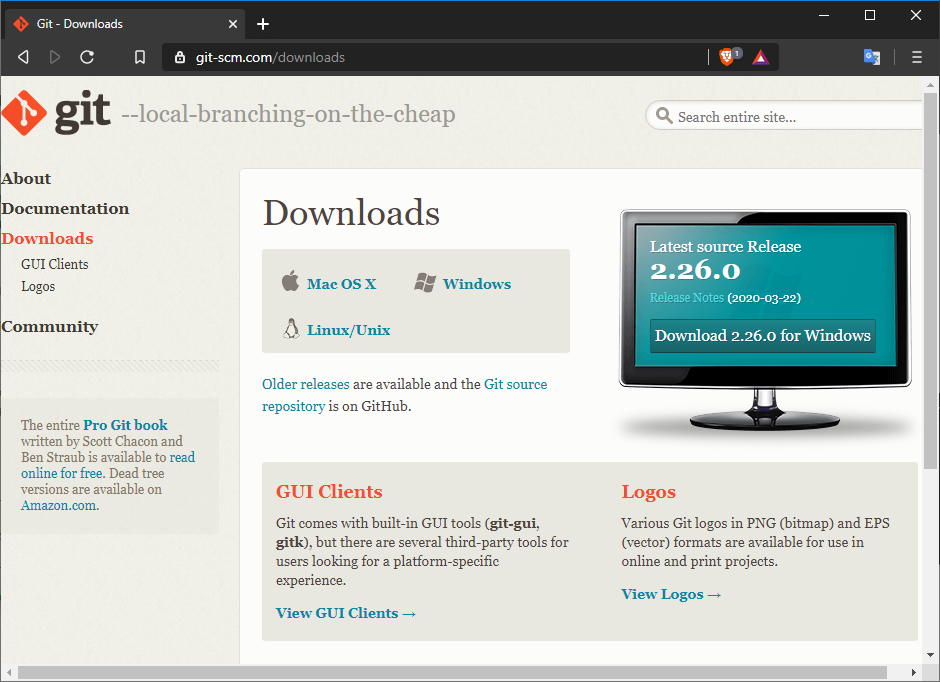 Git - Downloads
git-scm.com/downloads
1
git --local-branching-on-the-cheap
Search entire site...
About
Documentation
Downloads
GUI Clients
Logos
Community
The entire Pro Git book
written by Scott Chacon and
Ben Straub is available to read
online for free. Dead tree
versions are available on
Amazon.com.
Downloads
Mac OS X
Windows
Linux/Unix
Older releases are available and the Git source
repository is on GitHub.
Latest source Release
2.26.0
Release Notes (2020-03-22)
Download 2.26.0 for Windows
GUI Clients
Git comes with built-in GUI tools (git-gui,
gitk), but there are several third-party tools for
users looking for a platform-specific
experience.
View GUI Clients →
Logos
Various Git logos in PNG (bitmap) and EPS
(vector) formats are available for use in
online and print projects.
View Logos →